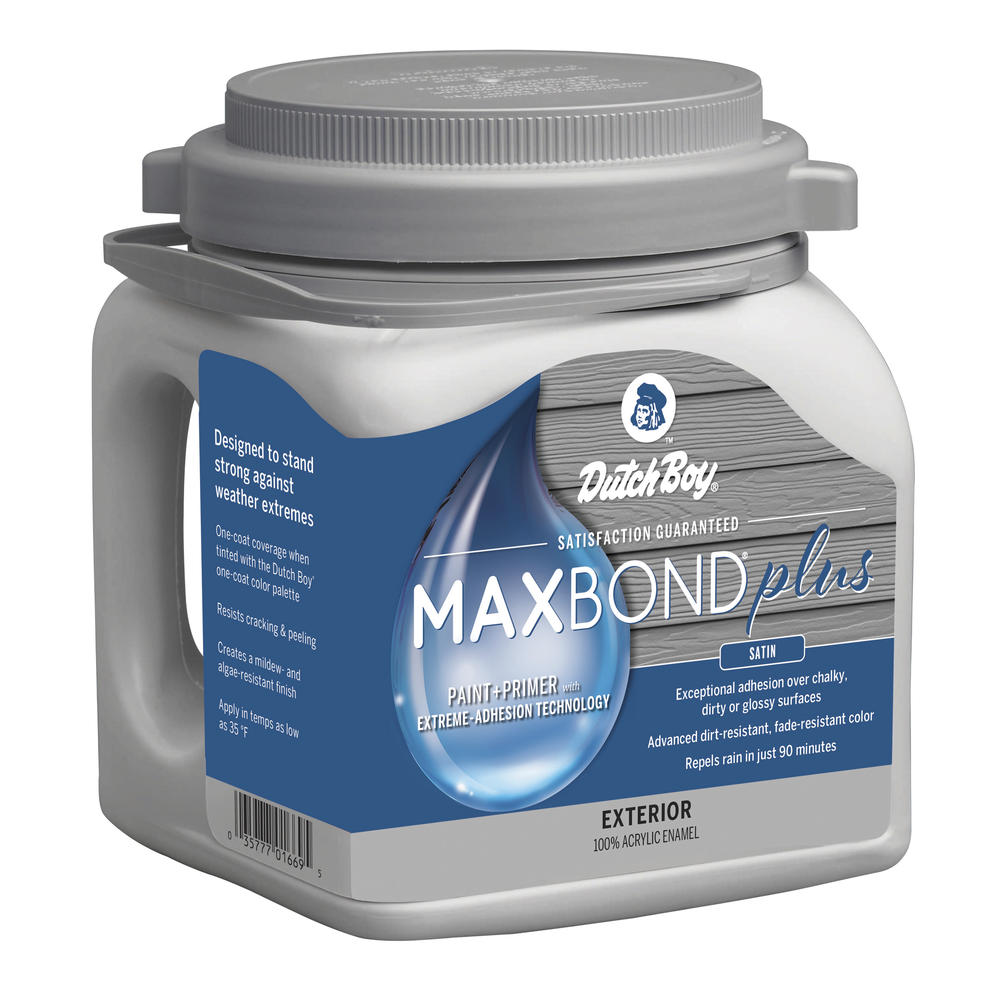 Designed to stand
strong against
weather extremes
One-coat coverage when
tinted with the Dutch Boy®
one-coat color palette
Resists cracking & peeling
Creates a mildew- and
algae-resistant finish
Apply in temps as low
as 35 °F
0 35777 01669 5
™
Dutch Boy®
SATISFACTION GUARANTEED
MAXBOND® plus
SATIN
PAINT+PRIMER with
EXTREME-ADHESION TECHNOLOGY
Exceptional adhesion over chalky,
dirty or glossy surfaces
Advanced dirt-resistant, fade-resistant color
Repels rain in just 90 minutes
EXTERIOR
100% ACRYLIC ENAMEL